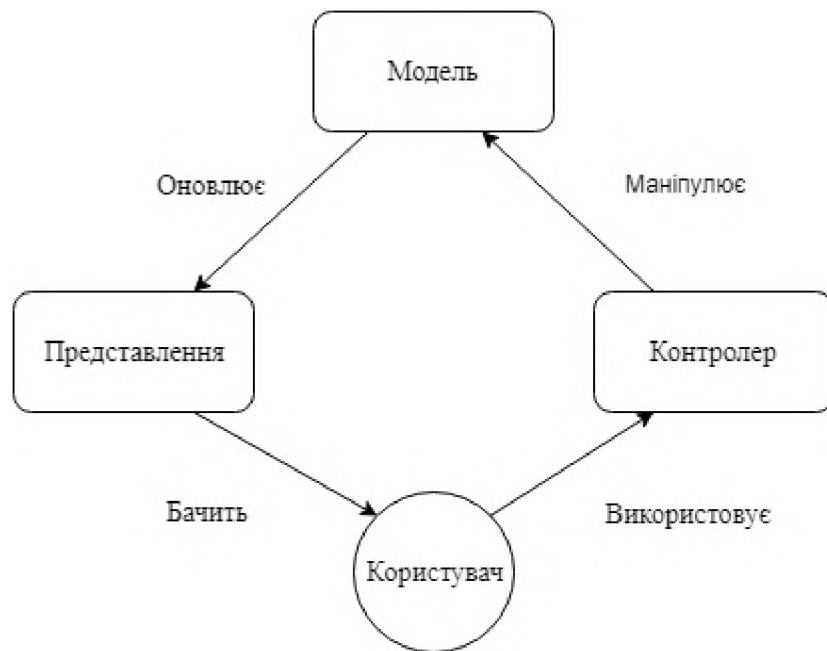 Модель
Оновлює
Маніпулює
Представлення
Контролер
Бачить
Використовує
Користувач